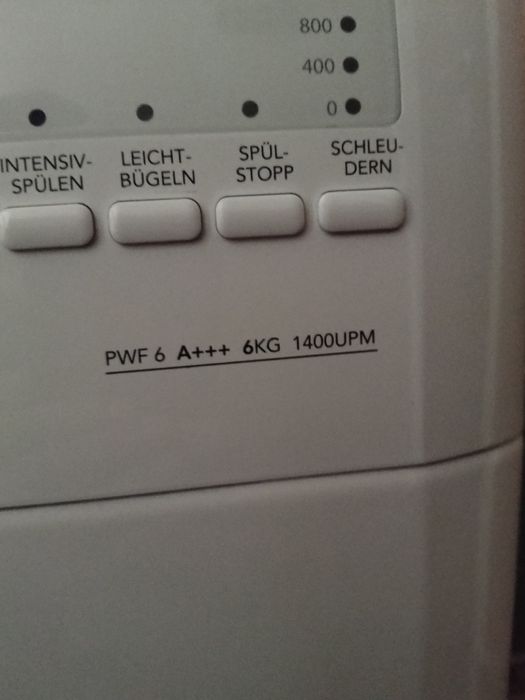 800
400
0
INTENSIV-
SPÜLEN
LEICHT-
BÜGELN
SPÜL-
STOPP
SCHLEU-
DERN
PWF 6 A+++ 6KG 1400UPM